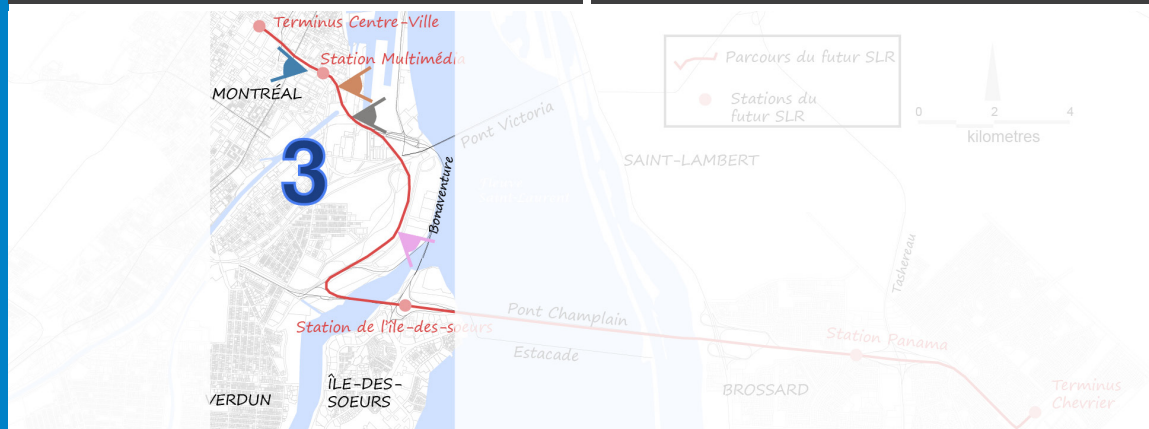 Terminus Centre-Ville
Station Multimédia
MONTRÉAL
3
Pont Victoria
Bonaventure
Parcours du futur SLR
Stations du
futur SLR
0 2 4
kilometres
SAINT-LAMBERT
Tashereau
Pont Champlain
Station de l'île-des-soeurs
Estacade
Station Panama
ÎLE-DES-
SOEURS
VERDUN
BROSSARD
Terminus
Chevrier